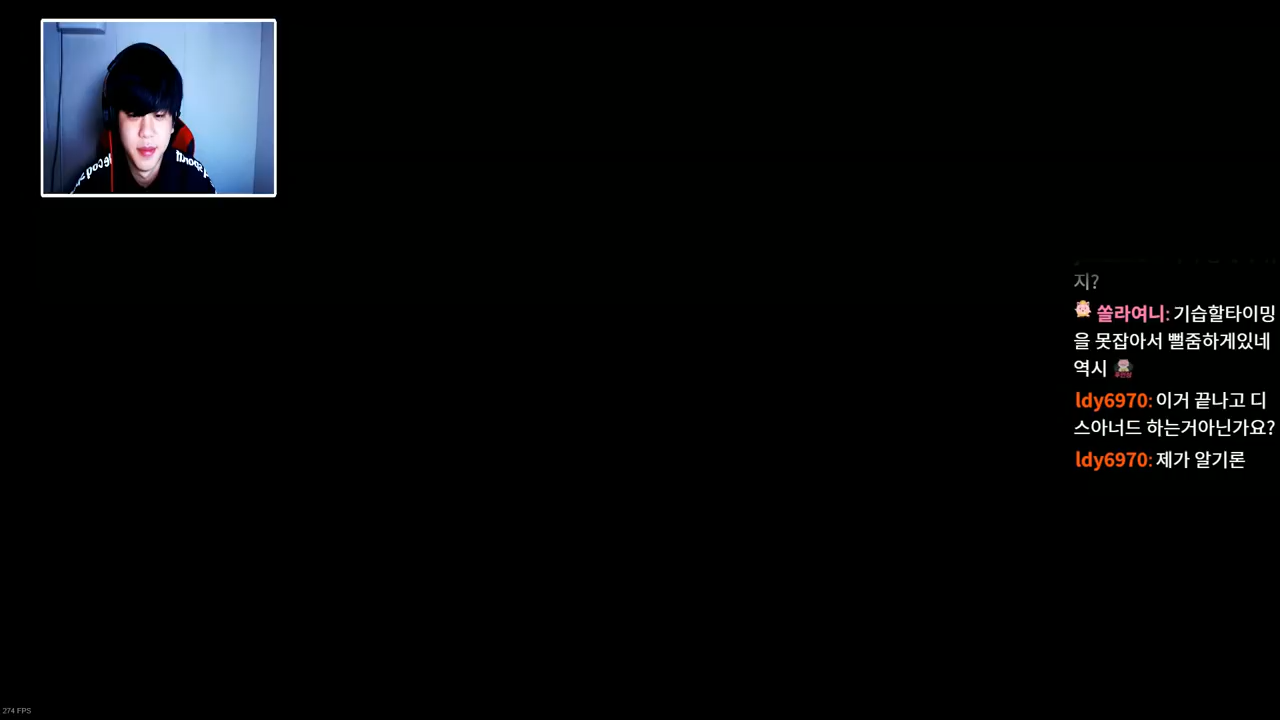 지?
쏠라여니: 기습할타이밍
을 못잡아서 뻘줌하게있네
역시
ldy6970: 이거 끝나고 디
스아너드 하는거아닌가요?
ldy6970: 제가 알기론
274 FPS